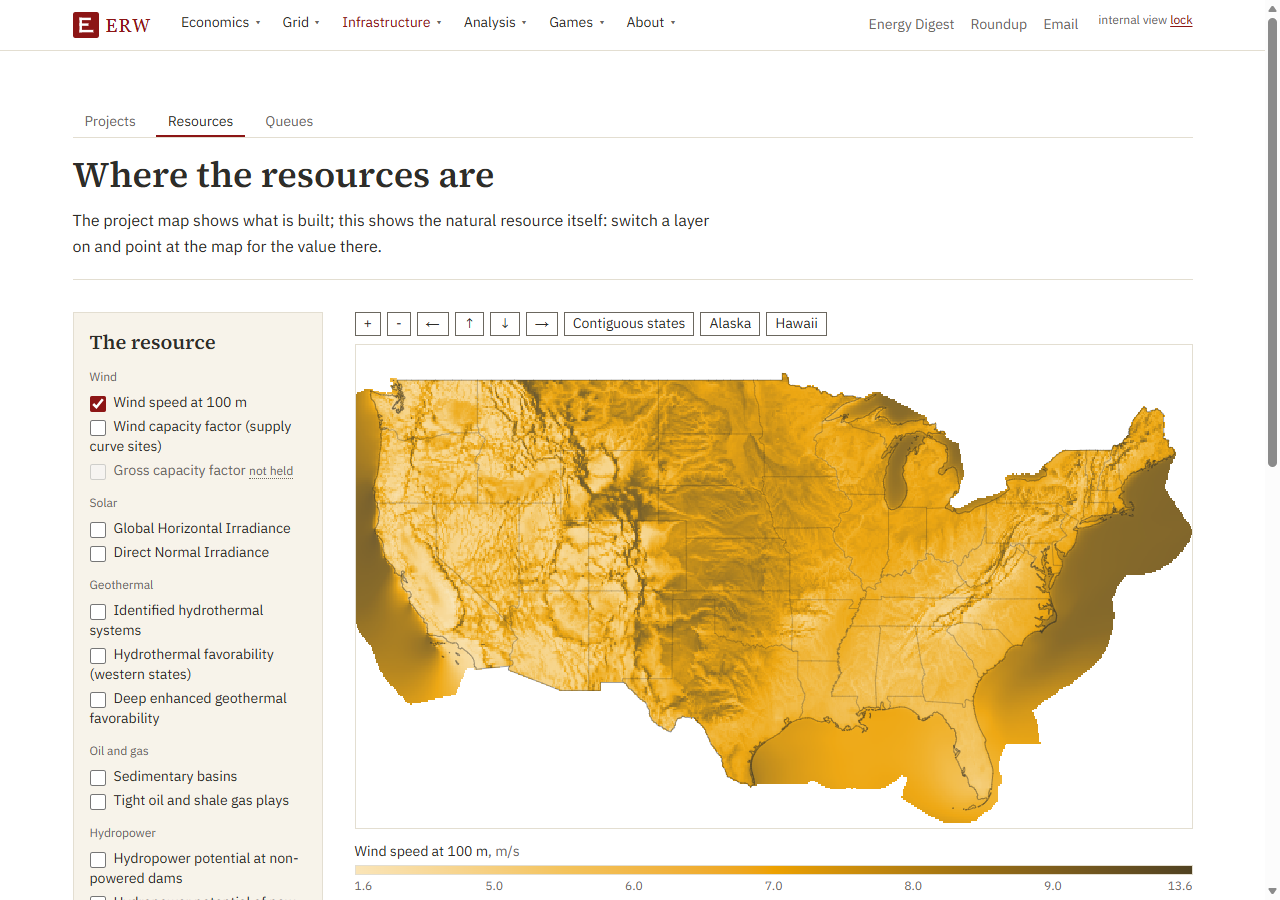 E ERW Economics Grid Infrastructure Analysis Games About Energy Digest Roundup Email internal view lock
Projects Resources Queues
Where the resources are
The project map shows what is built; this shows the natural resource itself: switch a layer
on and point at the map for the value there.
The resource
Wind
Wind speed at 100 m
Wind capacity factor (supply
curve sites)
Gross capacity factor not held
Solar
Global Horizontal Irradiance
Direct Normal Irradiance
Geothermal
Identified hydrothermal
systems
Hydrothermal favorability
(western states)
Deep enhanced geothermal
favorability
Oil and gas
Sedimentary basins
Tight oil and shale gas plays
Hydropower
Hydropower potential at non-
powered dams
+ - ← ↑ ↓ → Contiguous states Alaska Hawaii
Wind speed at 100 m, m/s
1.6 5.0 6.0 7.0 8.0 9.0 13.6